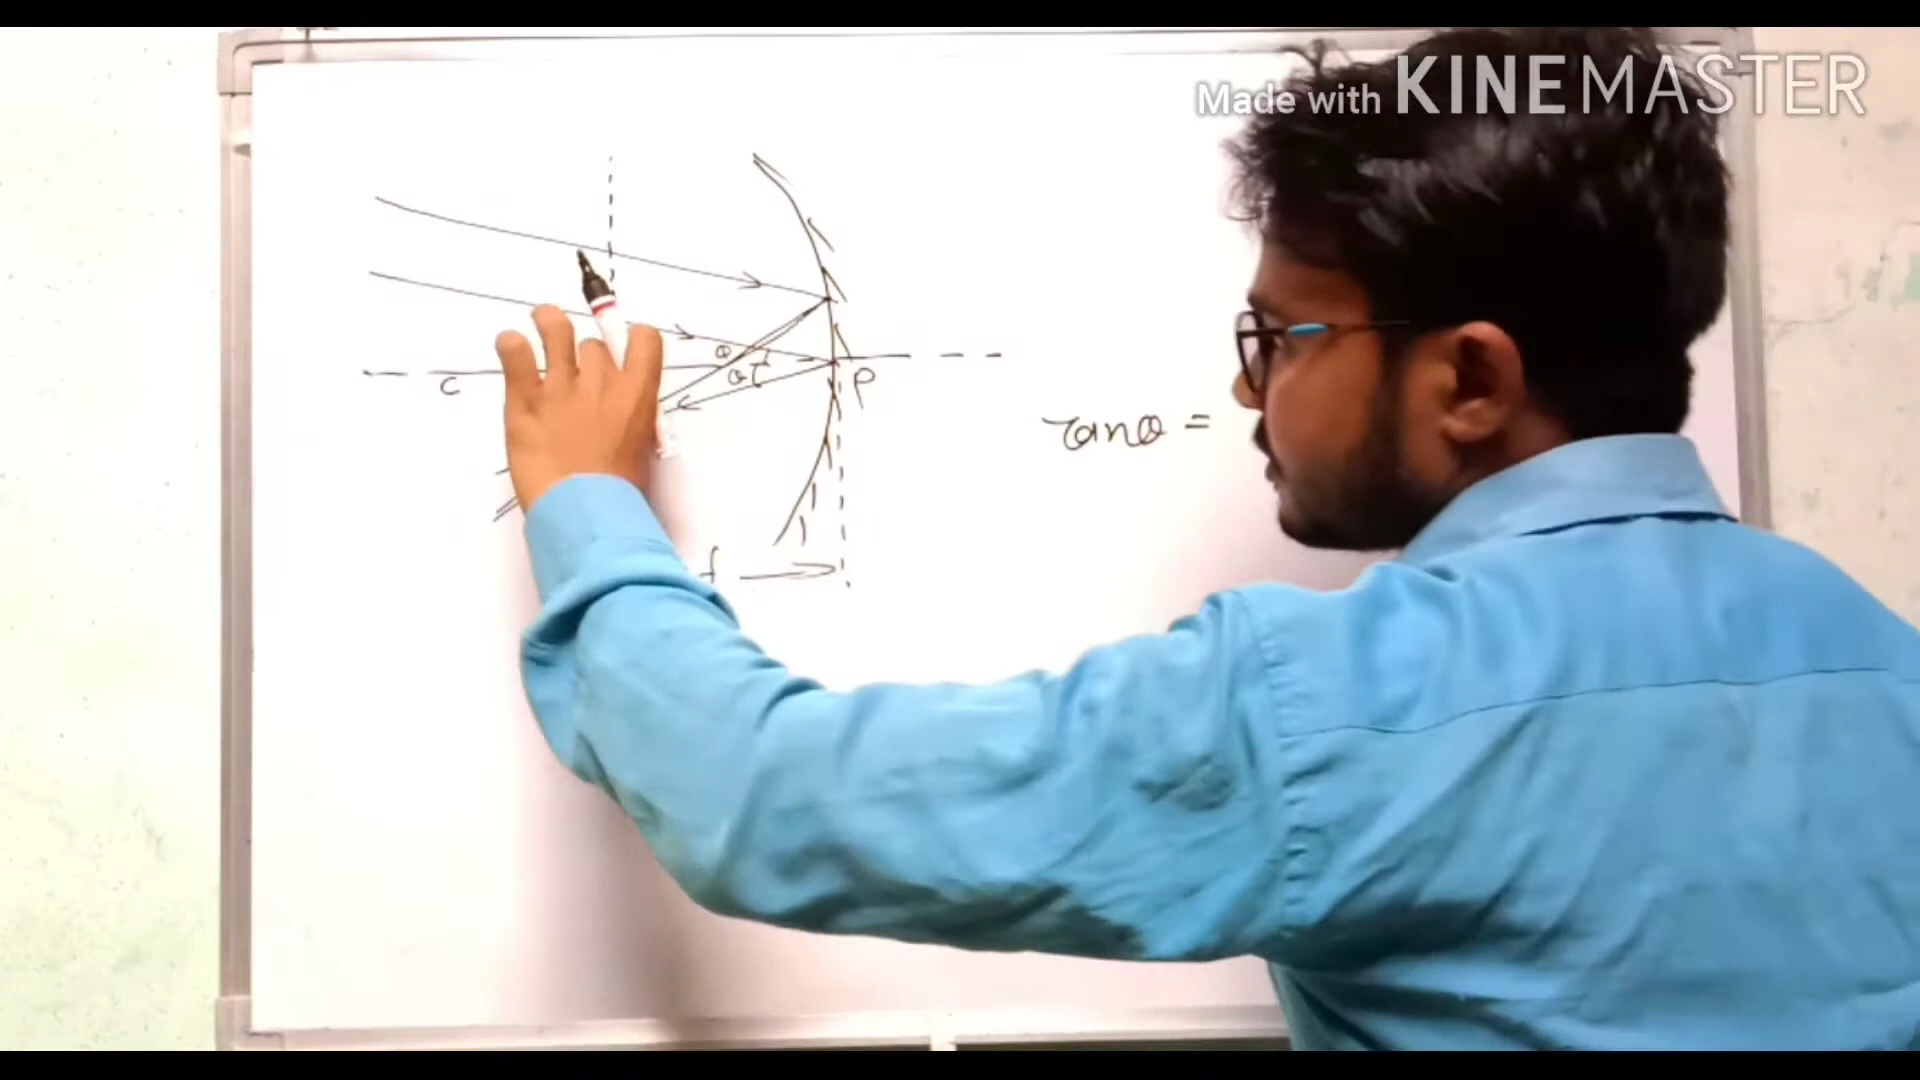 Made with KINEMASTER
θ
C
θ
P
tanθ =
f